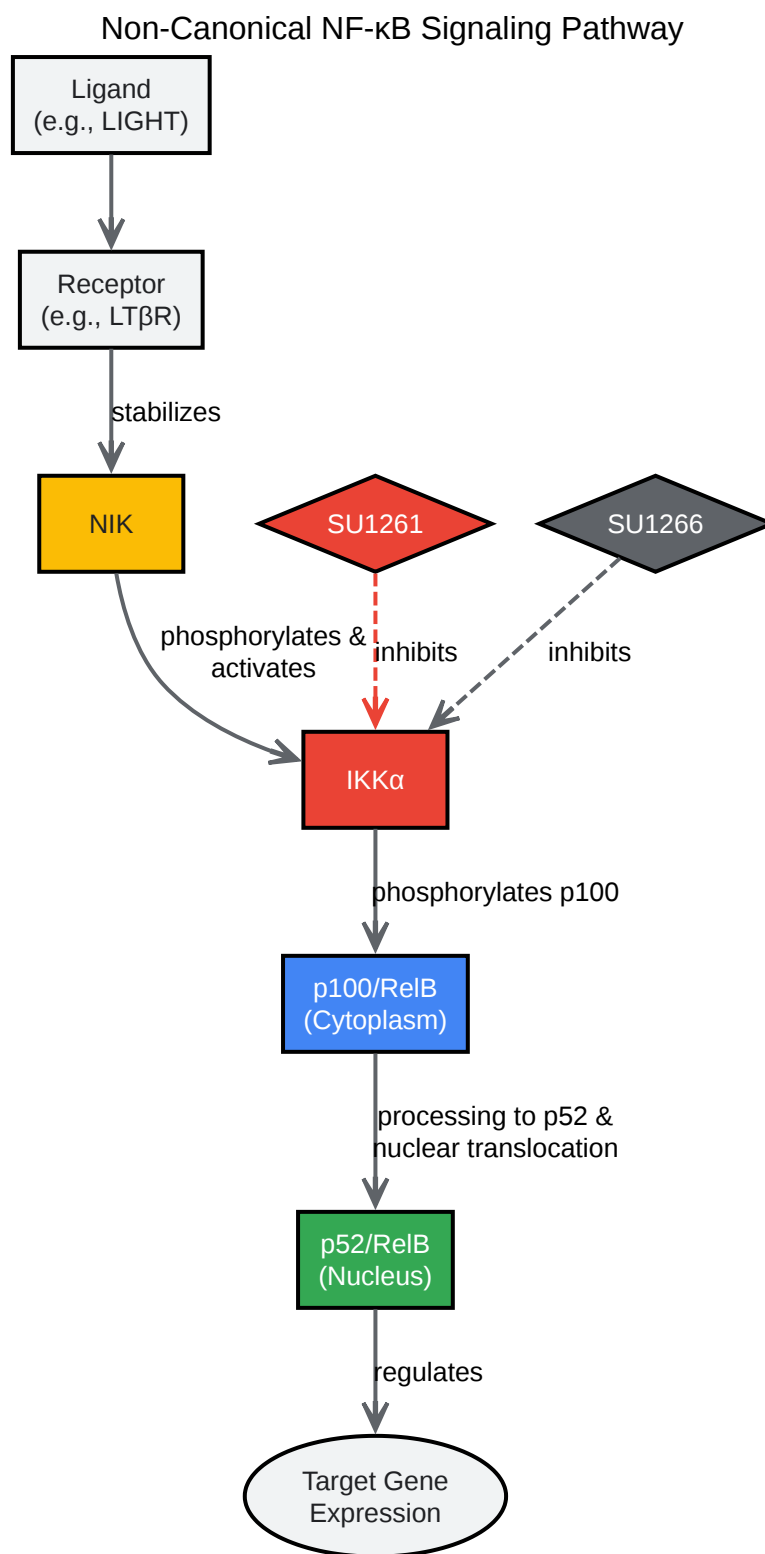 Non-Canonical NF-κB Signaling Pathway
Ligand
(e.g., LIGHT)
Receptor
(e.g., LTβR)
stabilizes
NIK
SU1261
SU1266
phosphorylates &
activates
inhibits
inhibits
IKKα
phosphorylates p100
p100/RelB
(Cytoplasm)
processing to p52 &
nuclear translocation
p52/RelB
(Nucleus)
regulates
Target Gene
Expression